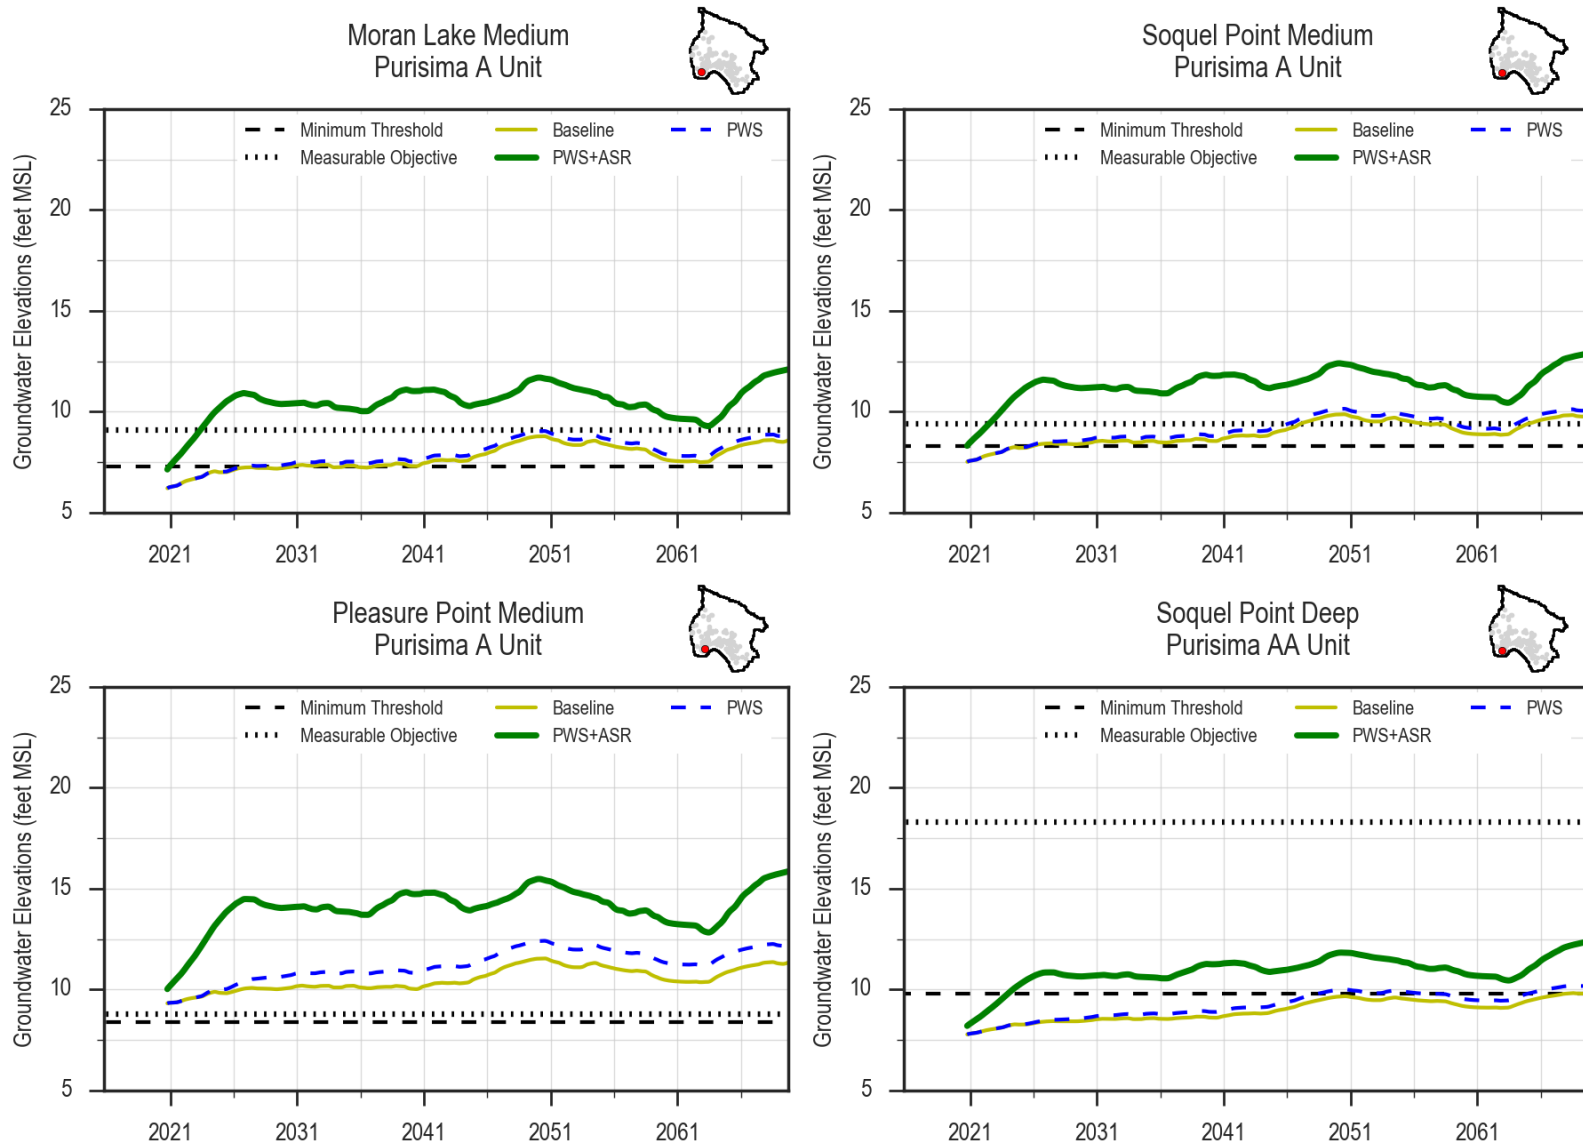 Moran Lake Medium
Purisima A Unit
Groundwater Elevations (feet MSL)
25
20
15
10
5
Minimum Threshold
Baseline
PWS
Measurable Objective
PWS+ASR
2021
2031
2041
2051
2061
Soquel Point Medium
Purisima A Unit
Groundwater Elevations (feet MSL)
25
20
15
10
5
Minimum Threshold
Baseline
PWS
Measurable Objective
PWS+ASR
2021
2031
2041
2051
2061
Pleasure Point Medium
Purisima A Unit
Groundwater Elevations (feet MSL)
25
20
15
10
5
Minimum Threshold
Baseline
PWS
Measurable Objective
PWS+ASR
2021
2031
2041
2051
2061
Soquel Point Deep
Purisima AA Unit
Groundwater Elevations (feet MSL)
25
20
15
10
5
Minimum Threshold
Baseline
PWS
Measurable Objective
PWS+ASR
2021
2031
2041
2051
2061